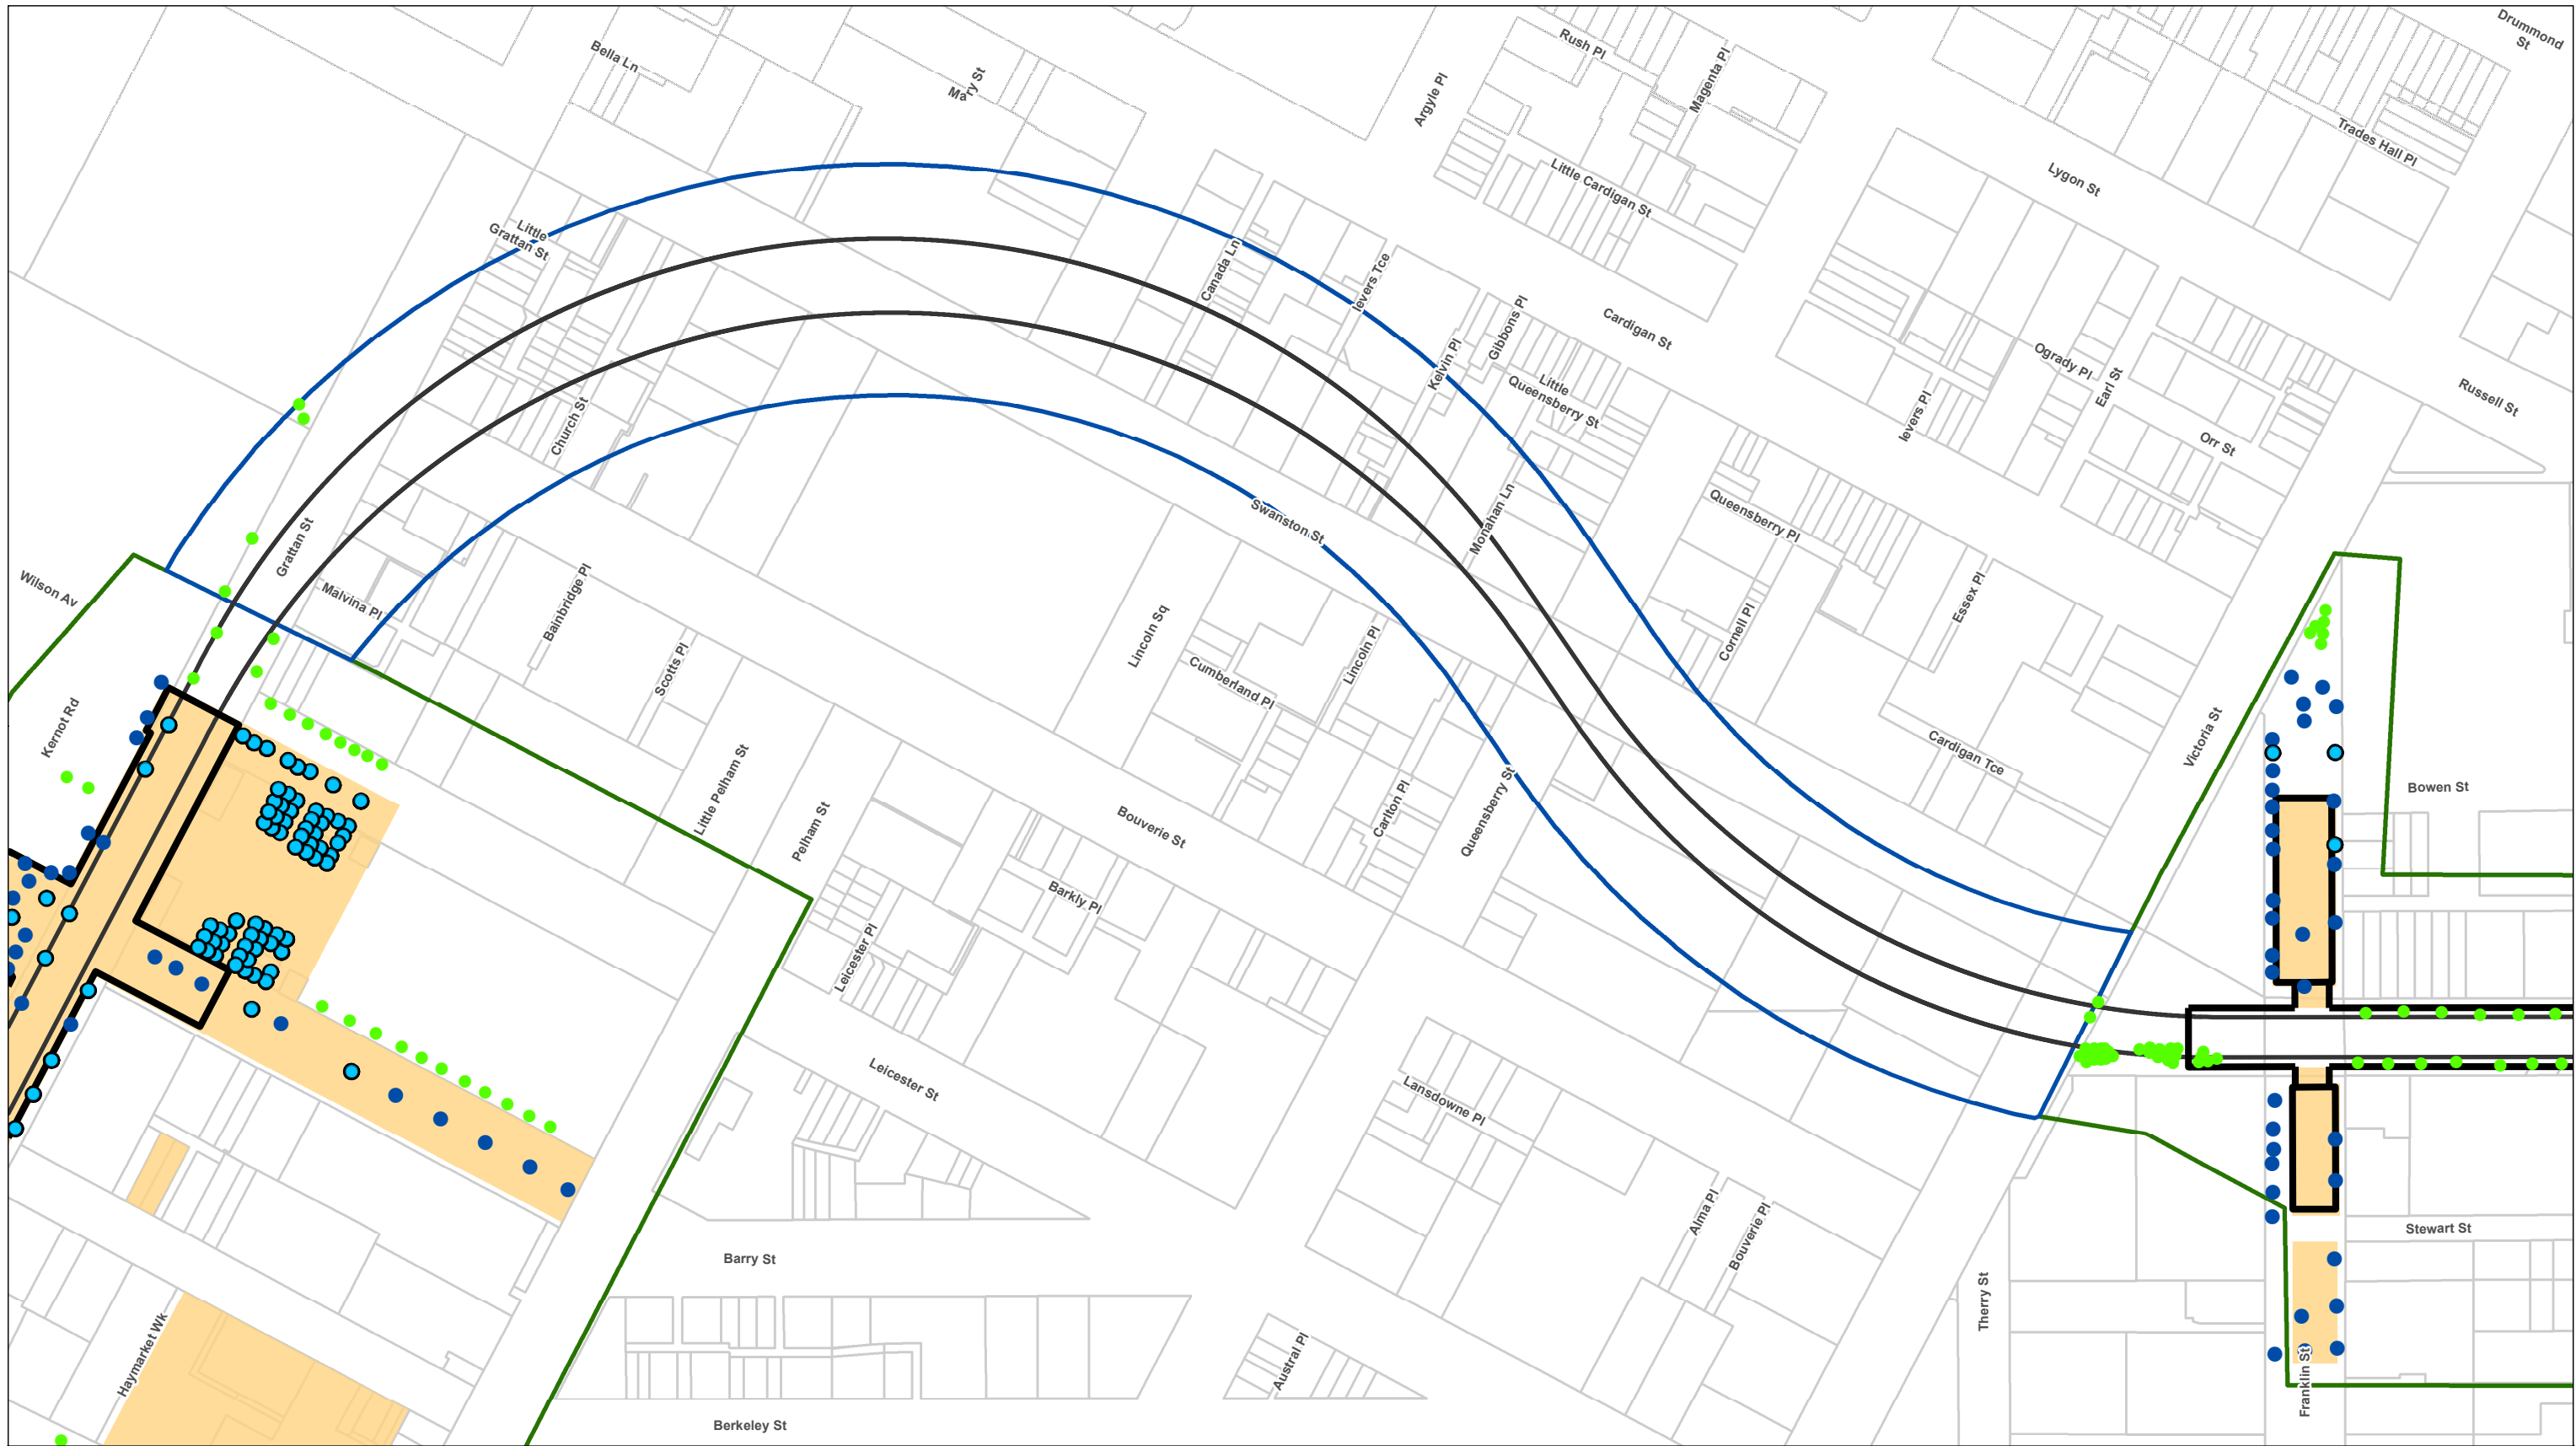 Drummond
St
Rush Pl
Bella Ln
Magenta Pl
Mary St
Argyle Pl
Trades Hall Pl
Little Cardigan St
Lygon St
Little
Grattan St
Canada Ln
Ievers Tce
Gibbons Pl
Cardigan St
Kelvin Pl
Ogrady Pl
Earl St
Little
Queensberry St
Russell St
Ievers Pl
Church St
Orr St
Swanston St
Monahan Ln
Queensberry Pl
Grattan St
Wilson Av
Malvina Pl
Bainbridge Pl
Essex Pl
Lincoln Sq
Cornell Pl
Lincoln Pl
Scotts Pl
Cumberland Pl
Kernot Rd
Victoria St
Cardigan Tce
Little Pelham St
Bowen St
Carlton Pl
Queensberry St
Pelham St
Bouverie St
Barkly Pl
Leicester Pl
Leicester St
Lansdowne Pl
Alma Pl
Bouverie Pl
Stewart St
Barry St
Therry St
Haymarket Wk
Austral Pl
Franklin St
Berkeley St